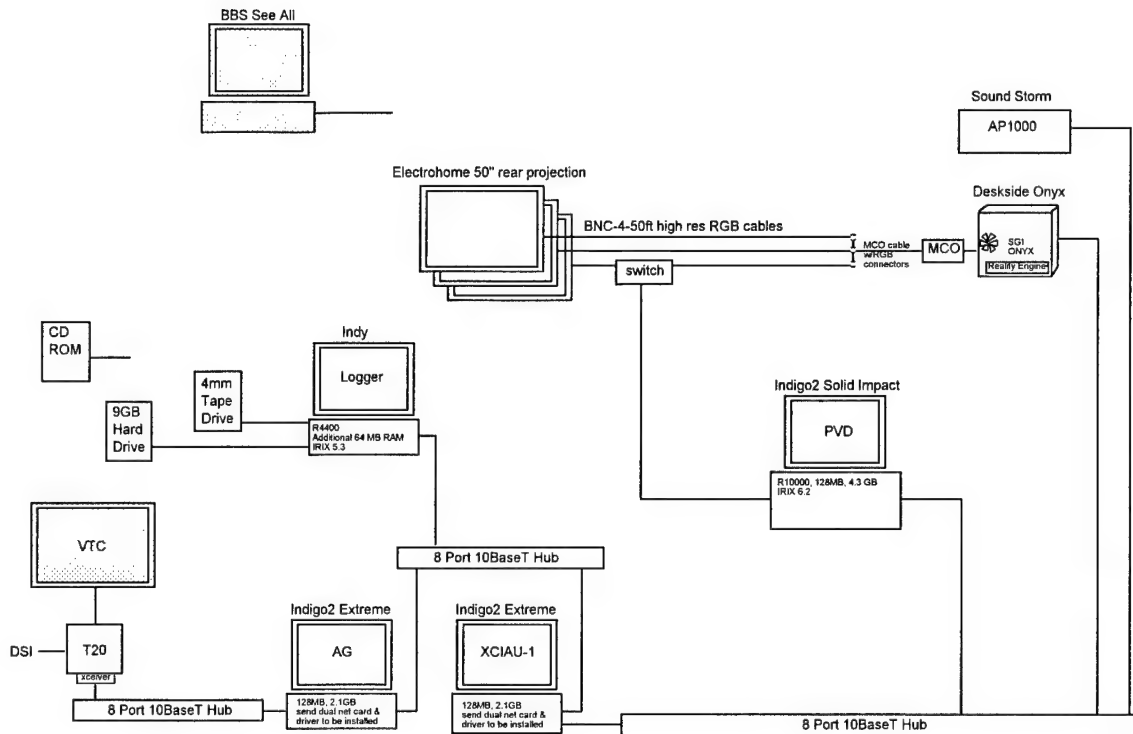 BBS See All
Sound Storm
AP1000
Electrohome 50" rear projection
Deskside Onyx
BNC-4-50ft high res RGB cables
MCO cable
w/RGB
connectors
MCO
SGI
ONYX
Reality Engine
switch
CD
ROM
Indy
Logger
4mm
Tape
Drive
9GB
Hard
Drive
R4400
Additional 64 MB RAM
IRIX 5.3
Indigo2 Solid Impact
PVD
R10000, 128MB, 4.3 GB
IRIX 6.2
VTC
8 Port 10BaseT Hub
Indigo2 Extreme
Indigo2 Extreme
DSI
T20
xceiver
AG
XCIAU-1
8 Port 10BaseT Hub
128MB, 2.1GB
send dual net card &
driver to be installed
128MB, 2.1GB
send dual net card &
driver to be installed
8 Port 10BaseT Hub